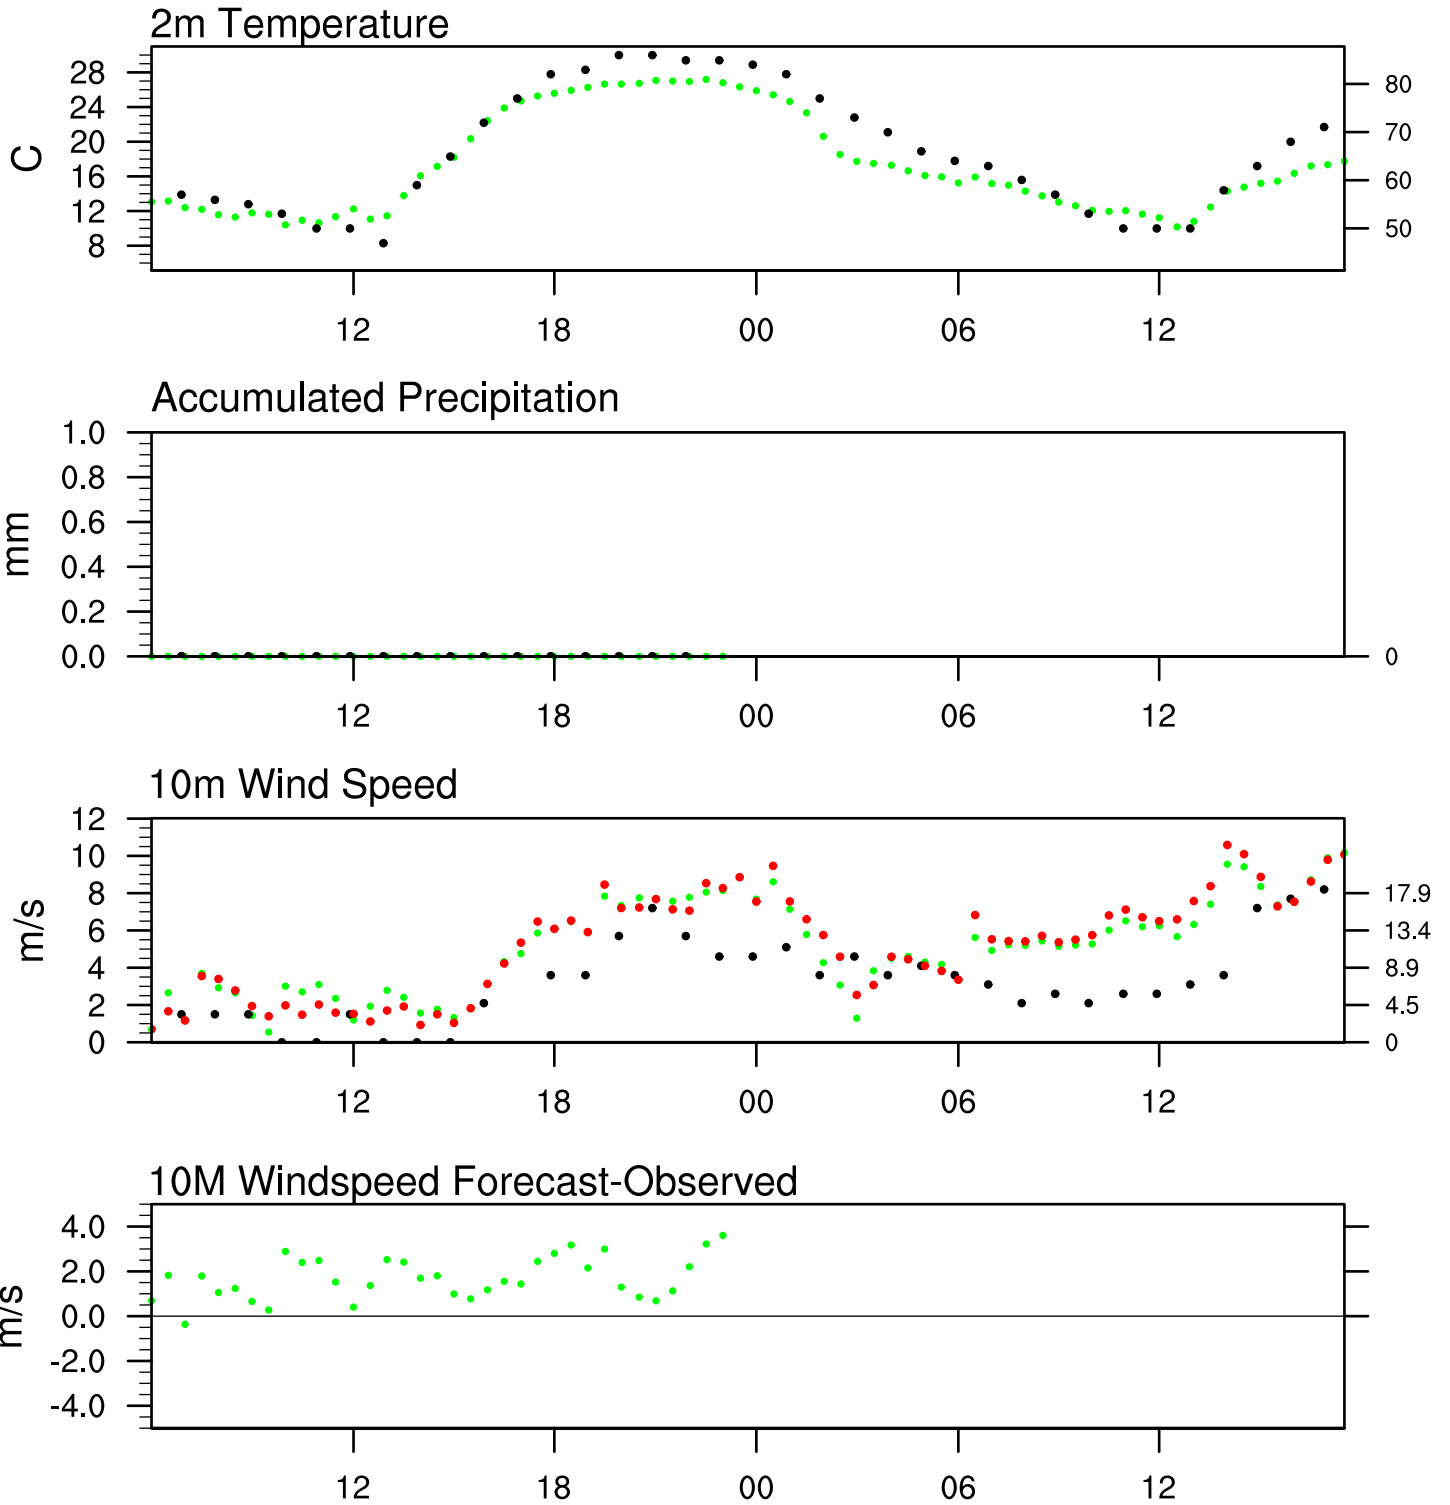 2m Temperature
28
24
20
16
12
8
C
80
70
60
50
12 18 00 06 12
Accumulated Precipitation
1.0
0.8
0.6
0.4
0.2
0.0
mm
0
12 18 00 06 12
10m Wind Speed
12
10
8
6
4
2
0
m/s
17.9
13.4
8.9
4.5
0
12 18 00 06 12
10M Windspeed Forecast-Observed
4.0
2.0
0.0
-2.0
-4.0
m/s
12 18 00 06 12